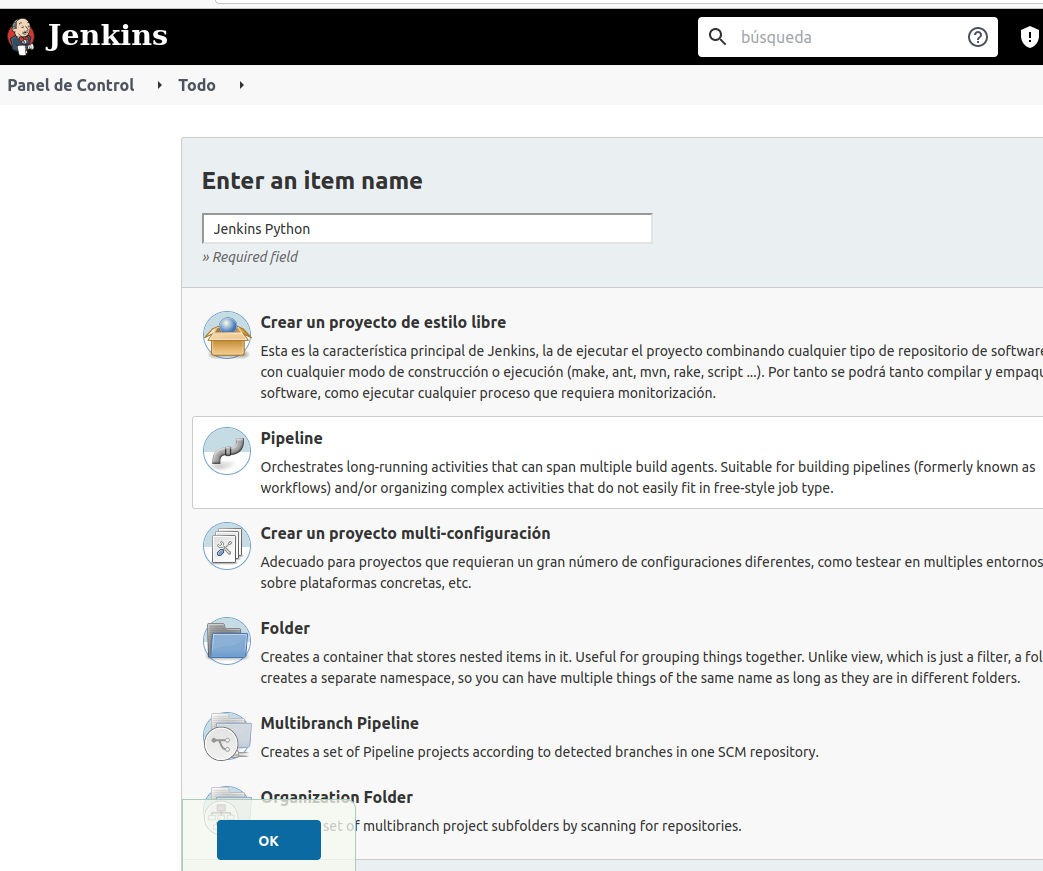 Jenkins
búsqueda
Panel de Control
Todo
Enter an item name
Jenkins Python
» Required field
Crear un proyecto de estilo libre
Esta es la característica principal de Jenkins, la de ejecutar el proyecto combinando cualquier tipo de repositorio de software
con cualquier modo de construcción o ejecución (make, ant, mvn, rake, script ...). Por tanto se podrá tanto compilar y empaqu
software, como ejecutar cualquier proceso que requiera monitorización.
Pipeline
Orchestrates long-running activities that can span multiple build agents. Suitable for building pipelines (formerly known as
workflows) and/or organizing complex activities that do not easily fit in free-style job type.
Crear un proyecto multi-configuración
Adecuado para proyectos que requieran un gran número de configuraciones diferentes, como testear en multiples entornos
sobre plataformas concretas, etc.
Folder
Creates a container that stores nested items in it. Useful for grouping things together. Unlike view, which is just a filter, a fol
creates a separate namespace, so you can have multiple things of the same name as long as they are in different folders.
Multibranch Pipeline
Creates a set of Pipeline projects according to detected branches in one SCM repository.
Organization Folder
set of multibranch project subfolders by scanning for repositories.
OK